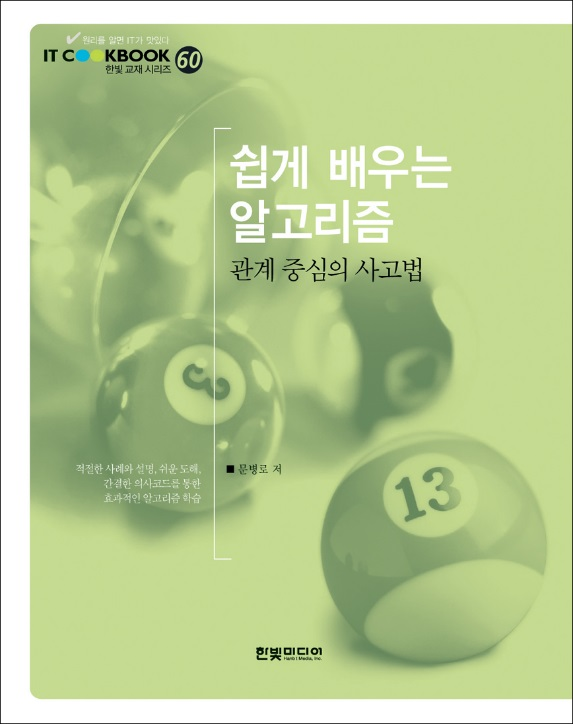 원리를 알면 IT가 맛있다
IT COOKBOOK
한빛 교재 시리즈
60
쉽게 배우는
알고리즘
관계 중심의 사고법
3
적절한 사례와 설명, 쉬운 도해,
간결한 의사코드를 통한
효과적인 알고리즘 학습
■ 문병로 저
13
한빛미디어
Hanbit Media, Inc.